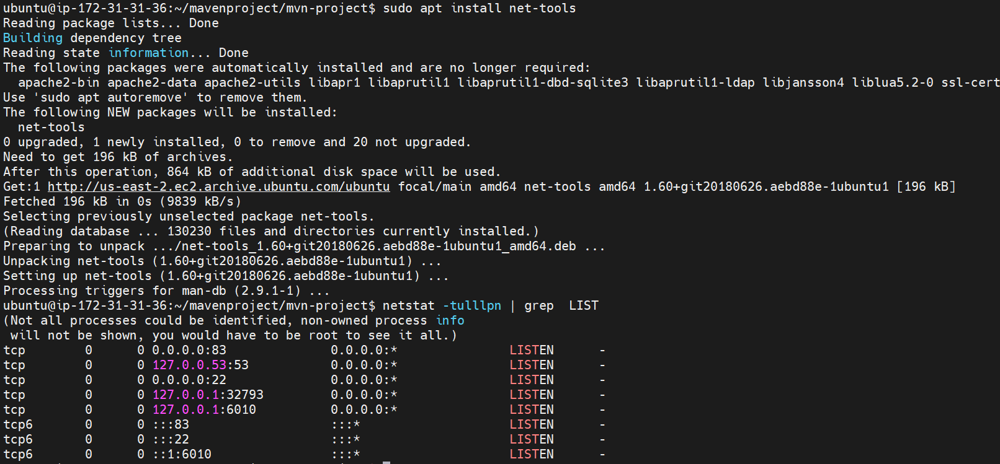 ubuntu@ip-172-31-31-36:~/mavenproject/mvn-project$ sudo apt install net-tools
Reading package lists... Done
Building dependency tree
Reading state information... Done
The following packages were automatically installed and are no longer required:
  apache2-bin apache2-data apache2-utils libapr1 libaprutil1 libaprutil1-dbd-sqlite3 libaprutil1-ldap libjansson4 liblua5.2-0 ssl-cert
Use 'sudo apt autoremove' to remove them.
The following NEW packages will be installed:
  net-tools
0 upgraded, 1 newly installed, 0 to remove and 20 not upgraded.
Need to get 196 kB of archives.
After this operation, 864 kB of additional disk space will be used.
Get:1 http://us-east-2.ec2.archive.ubuntu.com/ubuntu focal/main amd64 net-tools amd64 1.60+git20180626.aebd88e-1ubuntu1 [196 kB]
Fetched 196 kB in 0s (9839 kB/s)
Selecting previously unselected package net-tools.
(Reading database ... 130230 files and directories currently installed.)
Preparing to unpack .../net-tools_1.60+git20180626.aebd88e-1ubuntu1_amd64.deb ...
Unpacking net-tools (1.60+git20180626.aebd88e-1ubuntu1) ...
Setting up net-tools (1.60+git20180626.aebd88e-1ubuntu1) ...
Processing triggers for man-db (2.9.1-1) ...
ubuntu@ip-172-31-31-36:~/mavenproject/mvn-project$ netstat -tulllpn | grep  LIST
(Not all processes could be identified, non-owned process info
 will not be shown, you would have to be root to see it all.)
tcp        0      0 0.0.0.0:83              0.0.0.0:*               LISTEN      -
tcp        0      0 127.0.0.53:53           0.0.0.0:*               LISTEN      -
tcp        0      0 0.0.0.0:22              0.0.0.0:*               LISTEN      -
tcp        0      0 127.0.0.1:32793         0.0.0.0:*               LISTEN      -
tcp        0      0 127.0.0.1:6010          0.0.0.0:*               LISTEN      -
tcp6       0      0 :::83                   :::*                    LISTEN      -
tcp6       0      0 :::22                   :::*                    LISTEN      -
tcp6       0      0 ::1:6010                :::*                    LISTEN      -